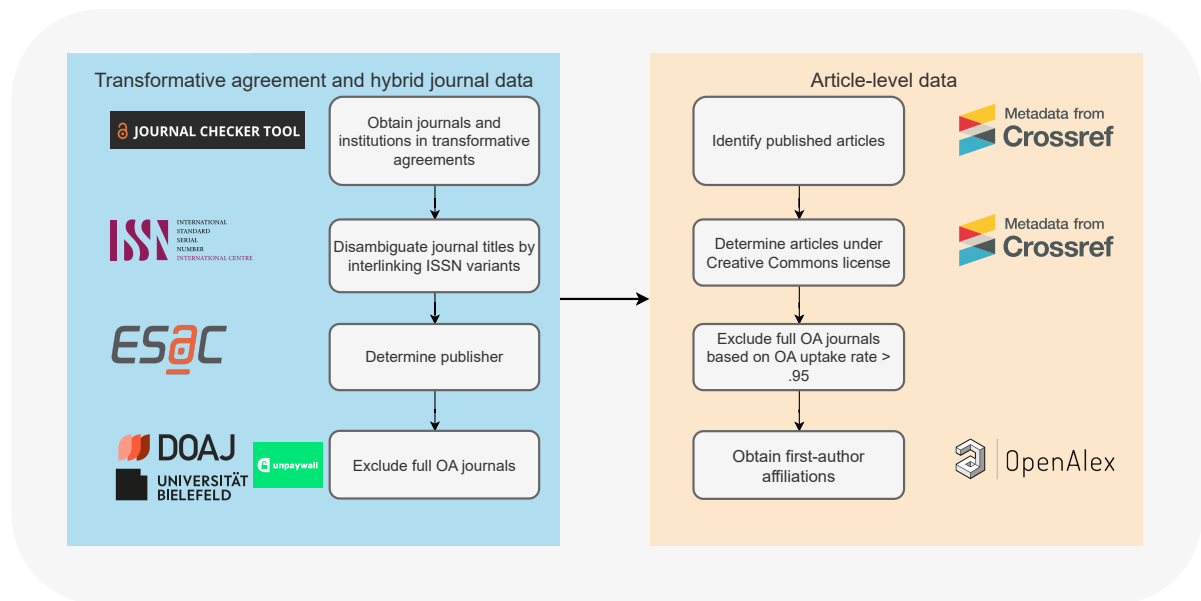 Transformative agreement and hybrid journal data
JOURNAL CHECKER TOOL
Obtain journals and
institutions in transformative
agreements
ISSN
INTERNATIONAL
STANDARD
SERIAL
NUMBER
INTERNATIONAL CENTRE
Disambiguate journal titles by
interlinking ISSN variants
ESAC
Determine publisher
DOAJ
UNIVERSITÄT
BIELEFELD
unpaywall
Exclude full OA journals
Article-level data
Identify published articles
Metadata from
Crossref
Determine articles under
Creative Commons license
Metadata from
Crossref
Exclude full OA journals
based on OA uptake rate >
.95
Obtain first-author
affiliations
OpenAlex